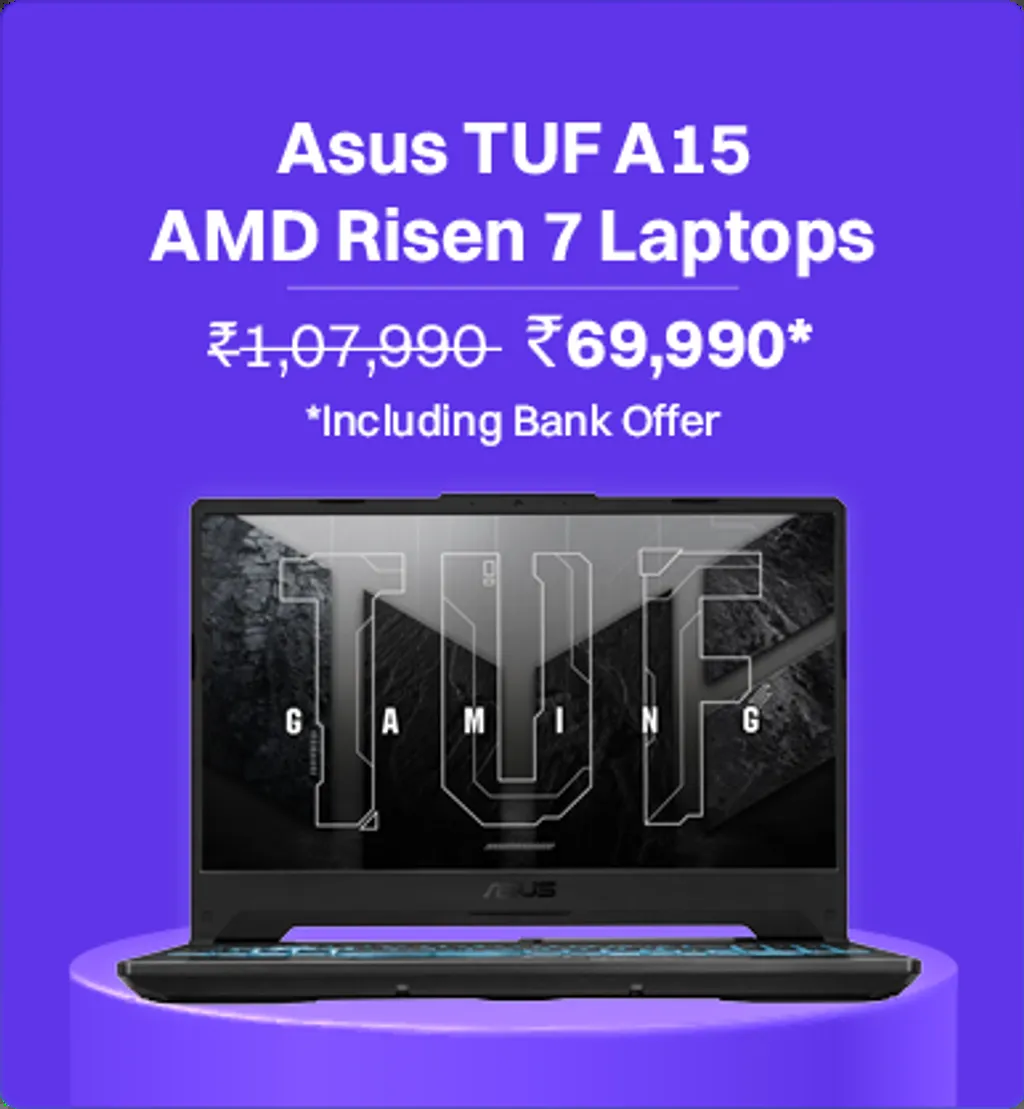 Asus TUF A15
AMD Risen 7 Laptops
₹1,07,990 ₹69,990*
*Including Bank Offer
TUF
GAMING
ASUS